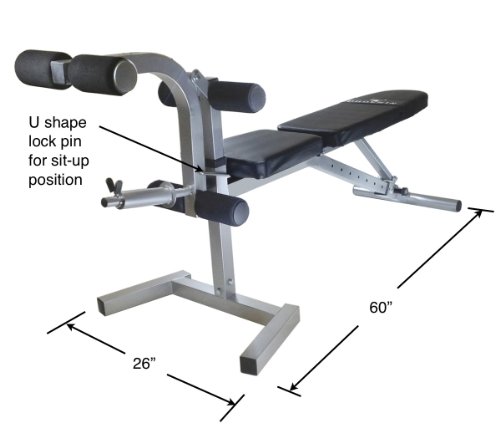 U shape
lock pin
for sit-up
position
60”
26”